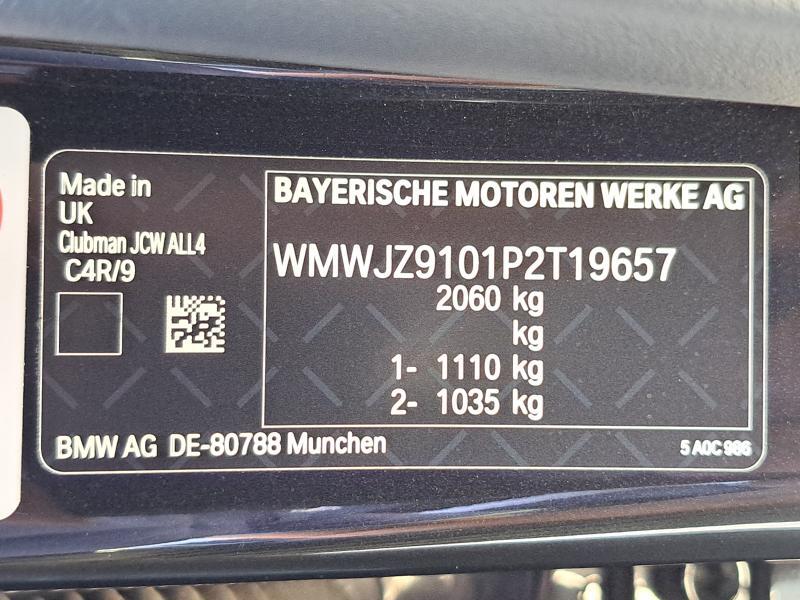 Made in
UK
Clubman JCW ALL4
C4R/9
BAYERISCHE MOTOREN WERKE AG
WMWJZ9101P2T19657
2060 kg
kg
1- 1110 kg
2- 1035 kg
BMW AG DE-80788 Munchen
5 A0C 986